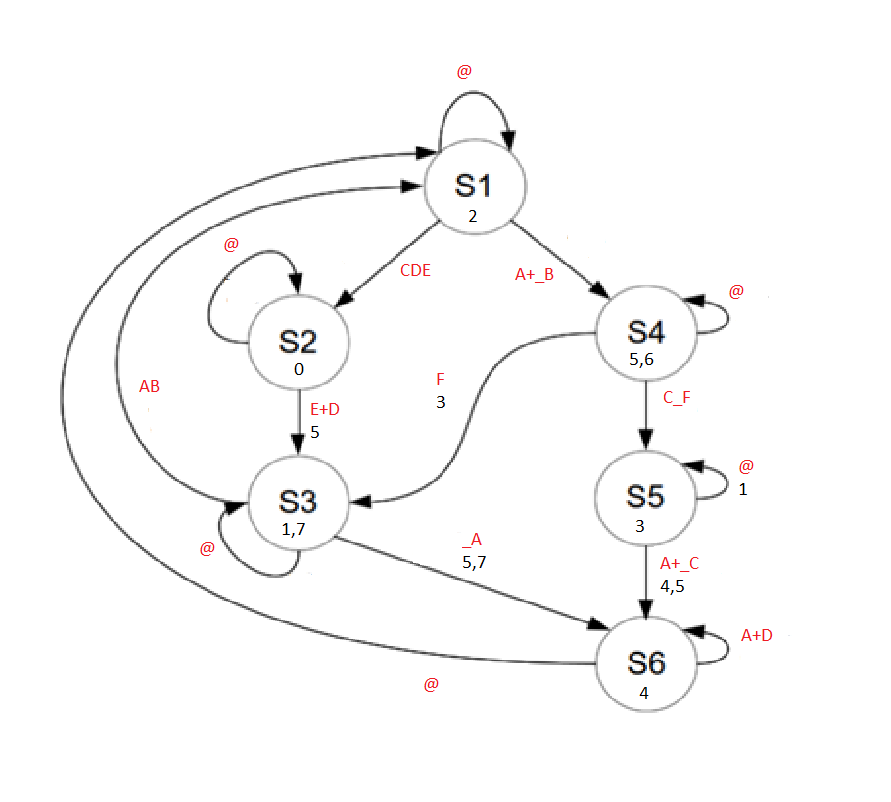 @
S1
2
@
CDE
A+_B
@
S2
0
S4
5,6
AB
F
3
C_F
E+D
5
@
1
S3
1,7
S5
3
@
_A
5,7
A+_C
4,5
A+D
S6
4
@